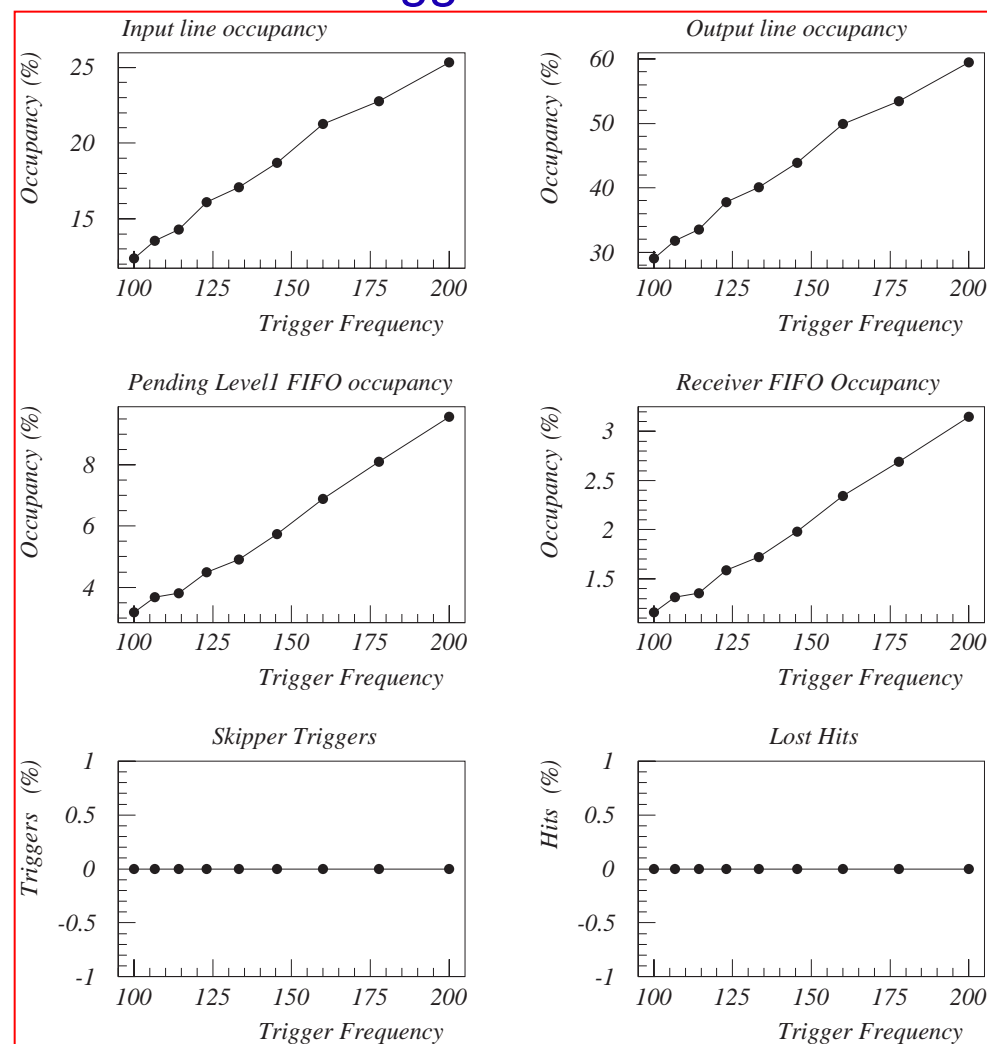 Input line occupancy
Occupancy (%)
25
20
15
100 125 150 175 200
Trigger Frequency
Output line occupancy
Occupancy (%)
60
50
40
30
100 125 150 175 200
Trigger Frequency
Pending Level1 FIFO occupancy
Occupancy (%)
8
6
4
100 125 150 175 200
Trigger Frequency
Receiver FIFO Occupancy
Occupancy (%)
3
2.5
2
1.5
100 125 150 175 200
Trigger Frequency
Skipper Triggers
Triggers (%)
1
0.5
0
-0.5
-1
100 125 150 175 200
Trigger Frequency
Lost Hits
Hits (%)
1
0.5
0
-0.5
-1
100 125 150 175 200
Trigger Frequency